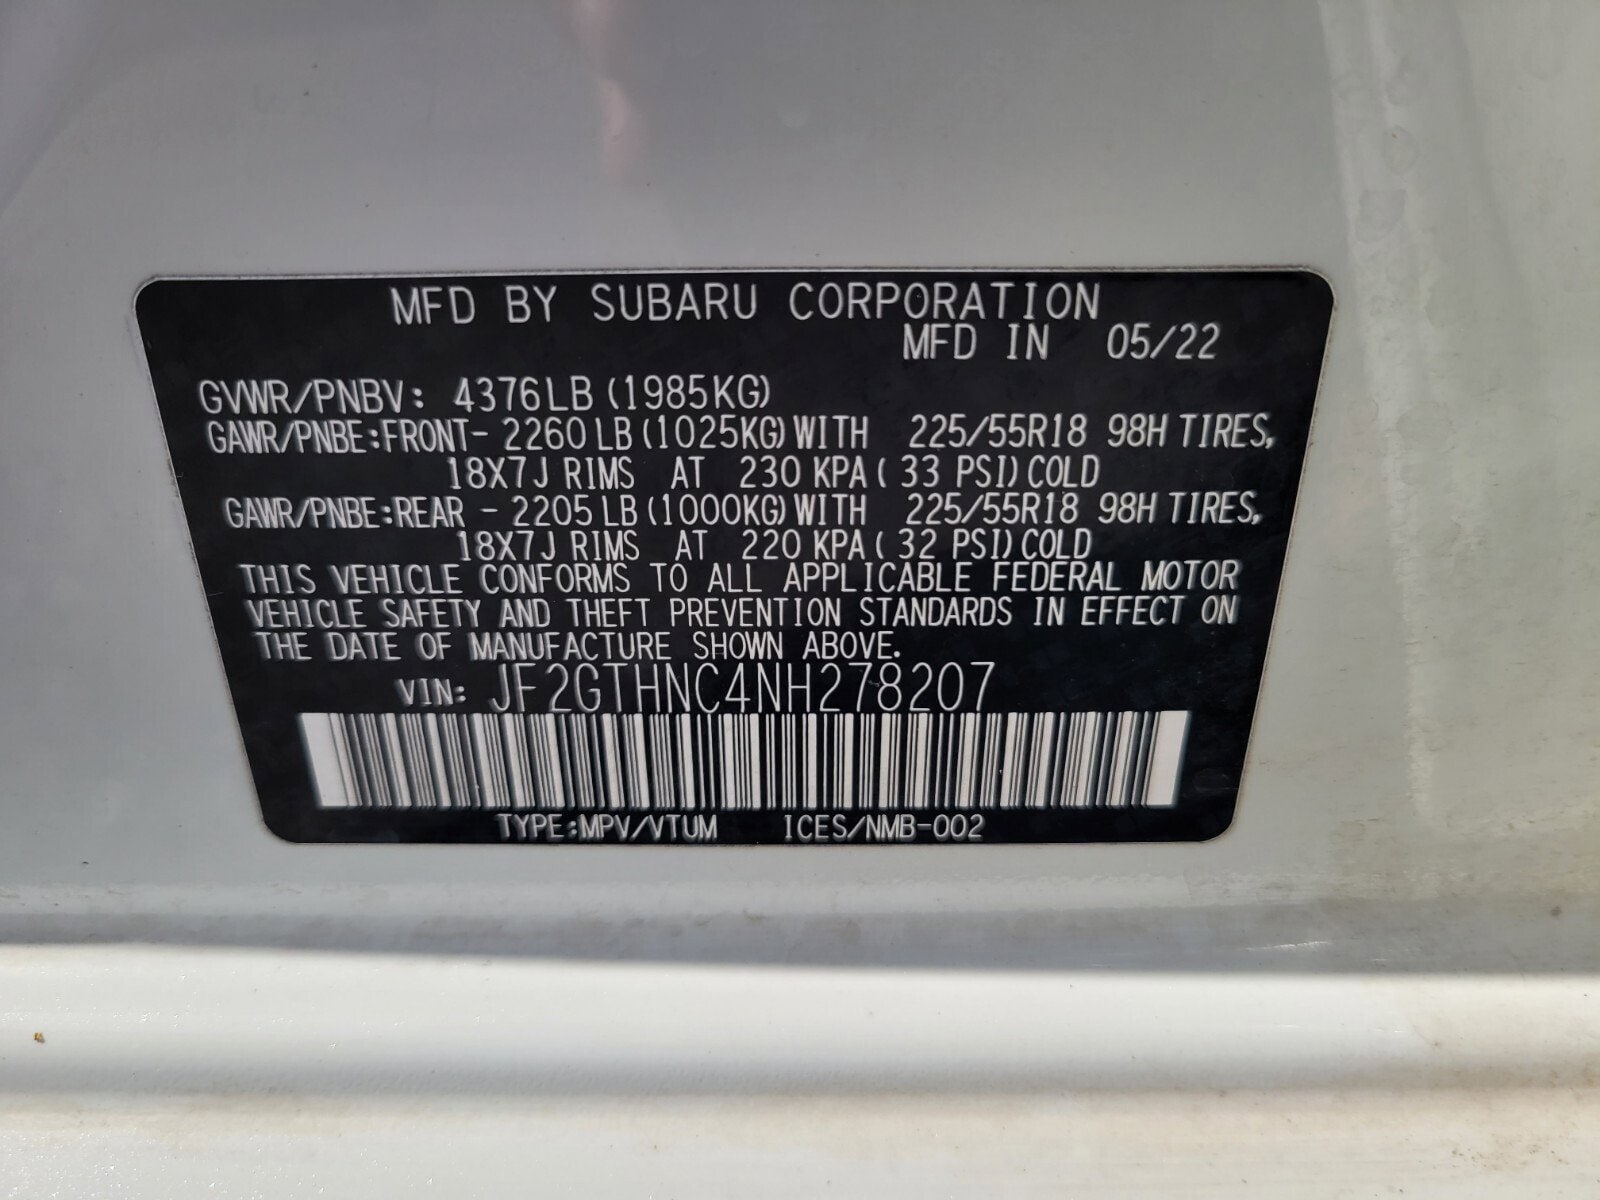 MFD BY SUBARU CORPORATION
MFD IN 05/22
GVWR/PNBV: 4376LB (1985KG)
GAWR/PNBE:FRONT- 2260 LB (1025KG) WITH 225/55R18 98H TIRES,
18X7J RIMS AT 230 KPA ( 33 PSI) COLD
GAWR/PNBE:REAR - 2205 LB (1000KG) WITH 225/55R18 98H TIRES,
18X7J RIMS AT 220 KPA ( 32 PSI) COLD
THIS VEHICLE CONFORMS TO ALL APPLICABLE FEDERAL MOTOR
VEHICLE SAFETY AND THEFT PREVENTION STANDARDS IN EFFECT ON
THE DATE OF MANUFACTURE SHOWN ABOVE.
VIN: JF2GTHNC4NH278207
TYPE:MPV/VTUM ICES/NMB-002